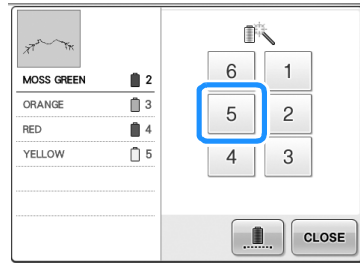 MOSS GREEN 2
ORANGE 3
RED 4
YELLOW 5
6 1
5 2
4 3
CLOSE